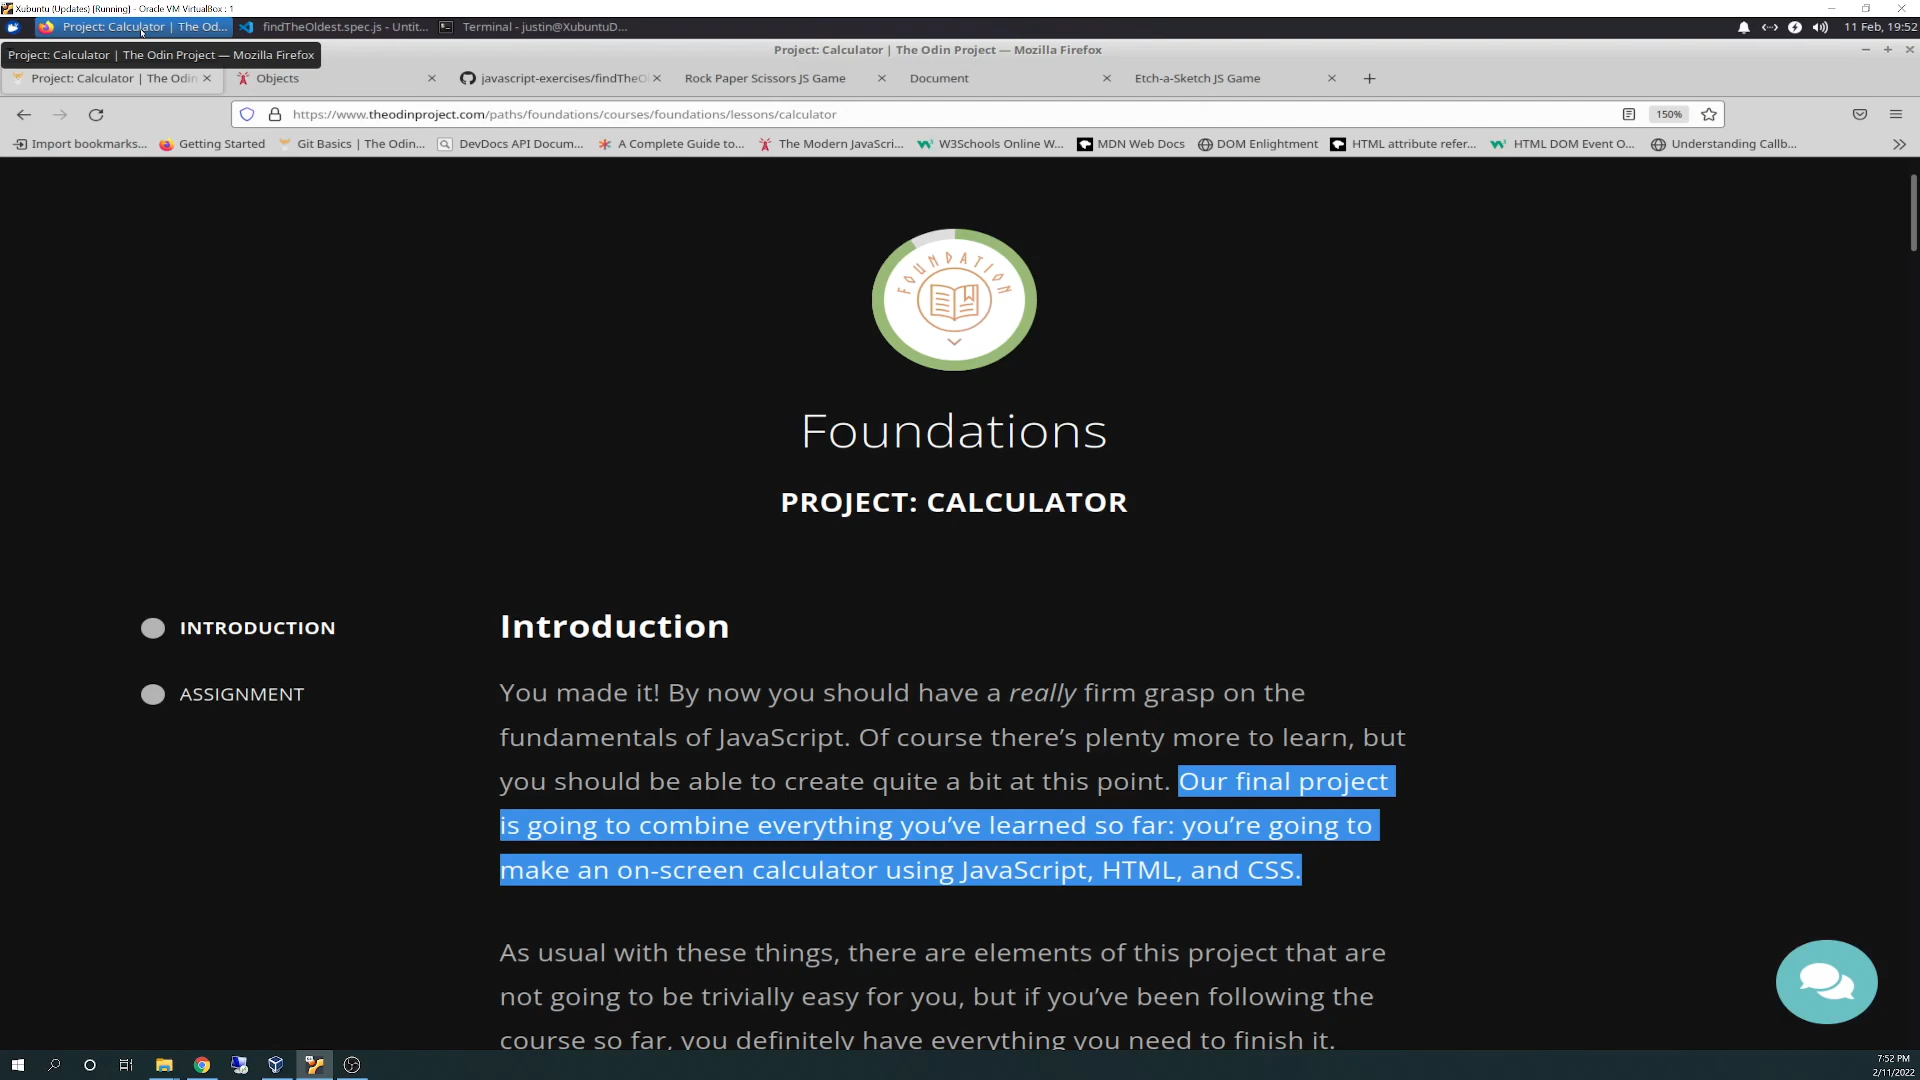 Xubuntu (Updates) [Running] - Oracle VM VirtualBox : 1
Project: Calculator | The Od...
findTheOldest.spec.js - Untit...
Terminal - justin@XubuntuD...
11 Feb, 19:52
Project: Calculator | The Odin Project — Mozilla Firefox
Project: Calculator | The Odin Project — Mozilla Firefox
Project: Calculator | The Odin
Objects
javascript-exercises/findTheO
Rock Paper Scissors JS Game
Document
Etch-a-Sketch JS Game
https://www.theodinproject.com/paths/foundations/courses/foundations/lessons/calculator
150%
Import bookmarks...
Getting Started
Git Basics | The Odin...
DevDocs API Docum...
A Complete Guide to...
The Modern JavaScri...
W3Schools Online W...
MDN Web Docs
DOM Enlightment
HTML attribute refer...
HTML DOM Event O...
Understanding Callb...
FOUNDATION
Foundations
PROJECT: CALCULATOR
INTRODUCTION
ASSIGNMENT
Introduction
You made it! By now you should have a really firm grasp on the
fundamentals of JavaScript. Of course there’s plenty more to learn, but
you should be able to create quite a bit at this point. Our final project
is going to combine everything you’ve learned so far: you’re going to
make an on-screen calculator using JavaScript, HTML, and CSS.
As usual with these things, there are elements of this project that are
not going to be trivially easy for you, but if you’ve been following the
course so far, you definitely have everything you need to finish it.
7:52 PM
2/11/2022